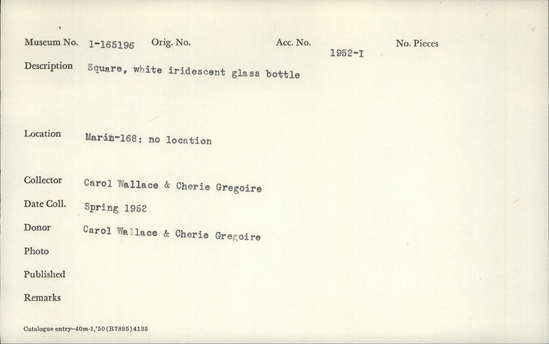 Museum No. 1-165196 Orig. No. Acc. No. 1952-I No. Pieces
Description Square, white iridescent glass bottle
Location Marin-168; no location
Collector Carol Wallace & Cherie Gregoire
Date Coll. Spring 1952
Donor Carol Wallace & Cherie Gregoire
Photo
Published
Remarks
Catalogue entry—40m-1,'50(B7895)4135